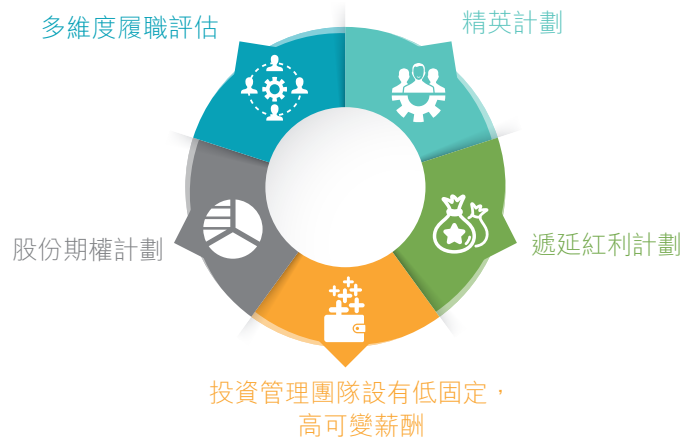 多維度履職評估
精英計劃
股份期權計劃
遞延紅利計劃
投資管理團隊設有低固定，
高可變薪酬